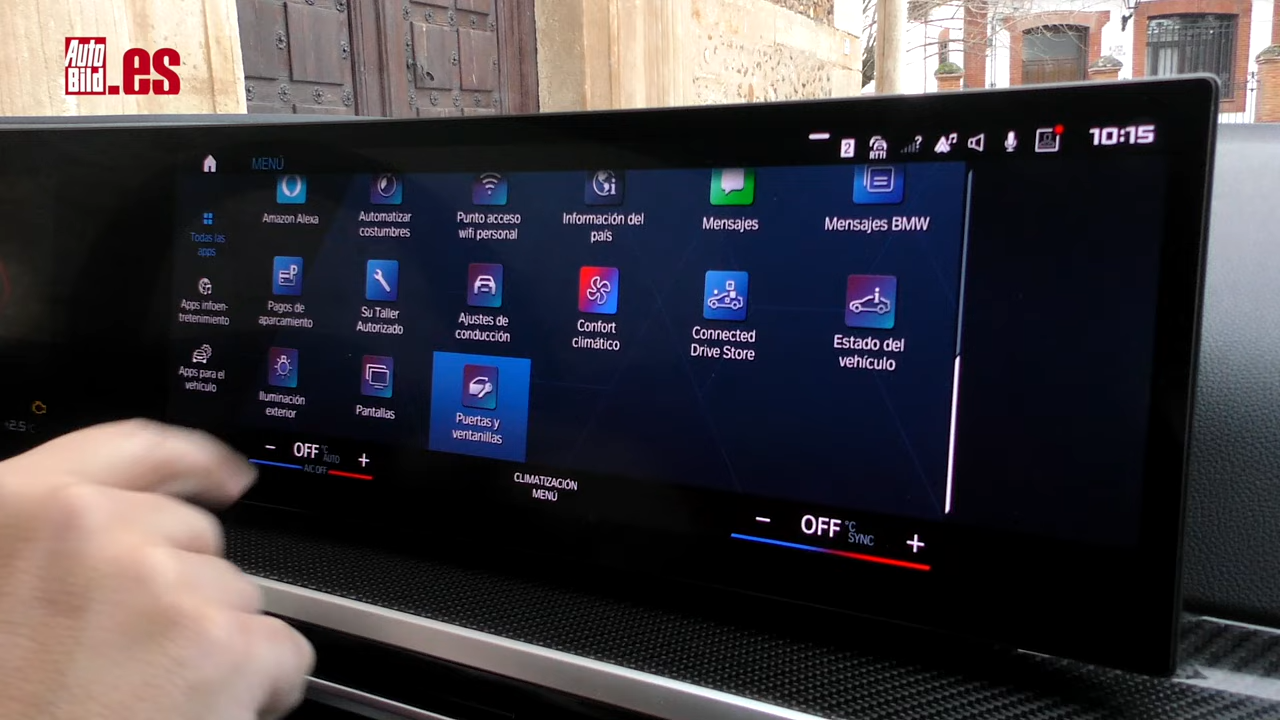 Auto
Bild
.es
2
RTTI
?
10:15
MENÚ
Todas las
apps
Apps infoen-
tretenimiento
Apps para el
vehículo
Amazon Alexa
Automatizar
costumbres
Punto acceso
wifi personal
Información del
país
Mensajes
Mensajes BMW
Pagos de
aparcamiento
Su Taller
Autorizado
Ajustes de
conducción
Confort
climático
Connected
Drive Store
Estado del
vehículo
Iluminación
exterior
Pantallas
Puertas y
ventanillas
- OFF °C AUTO +
A/C OFF
CLIMATIZACIÓN
MENÚ
- OFF °C SYNC +